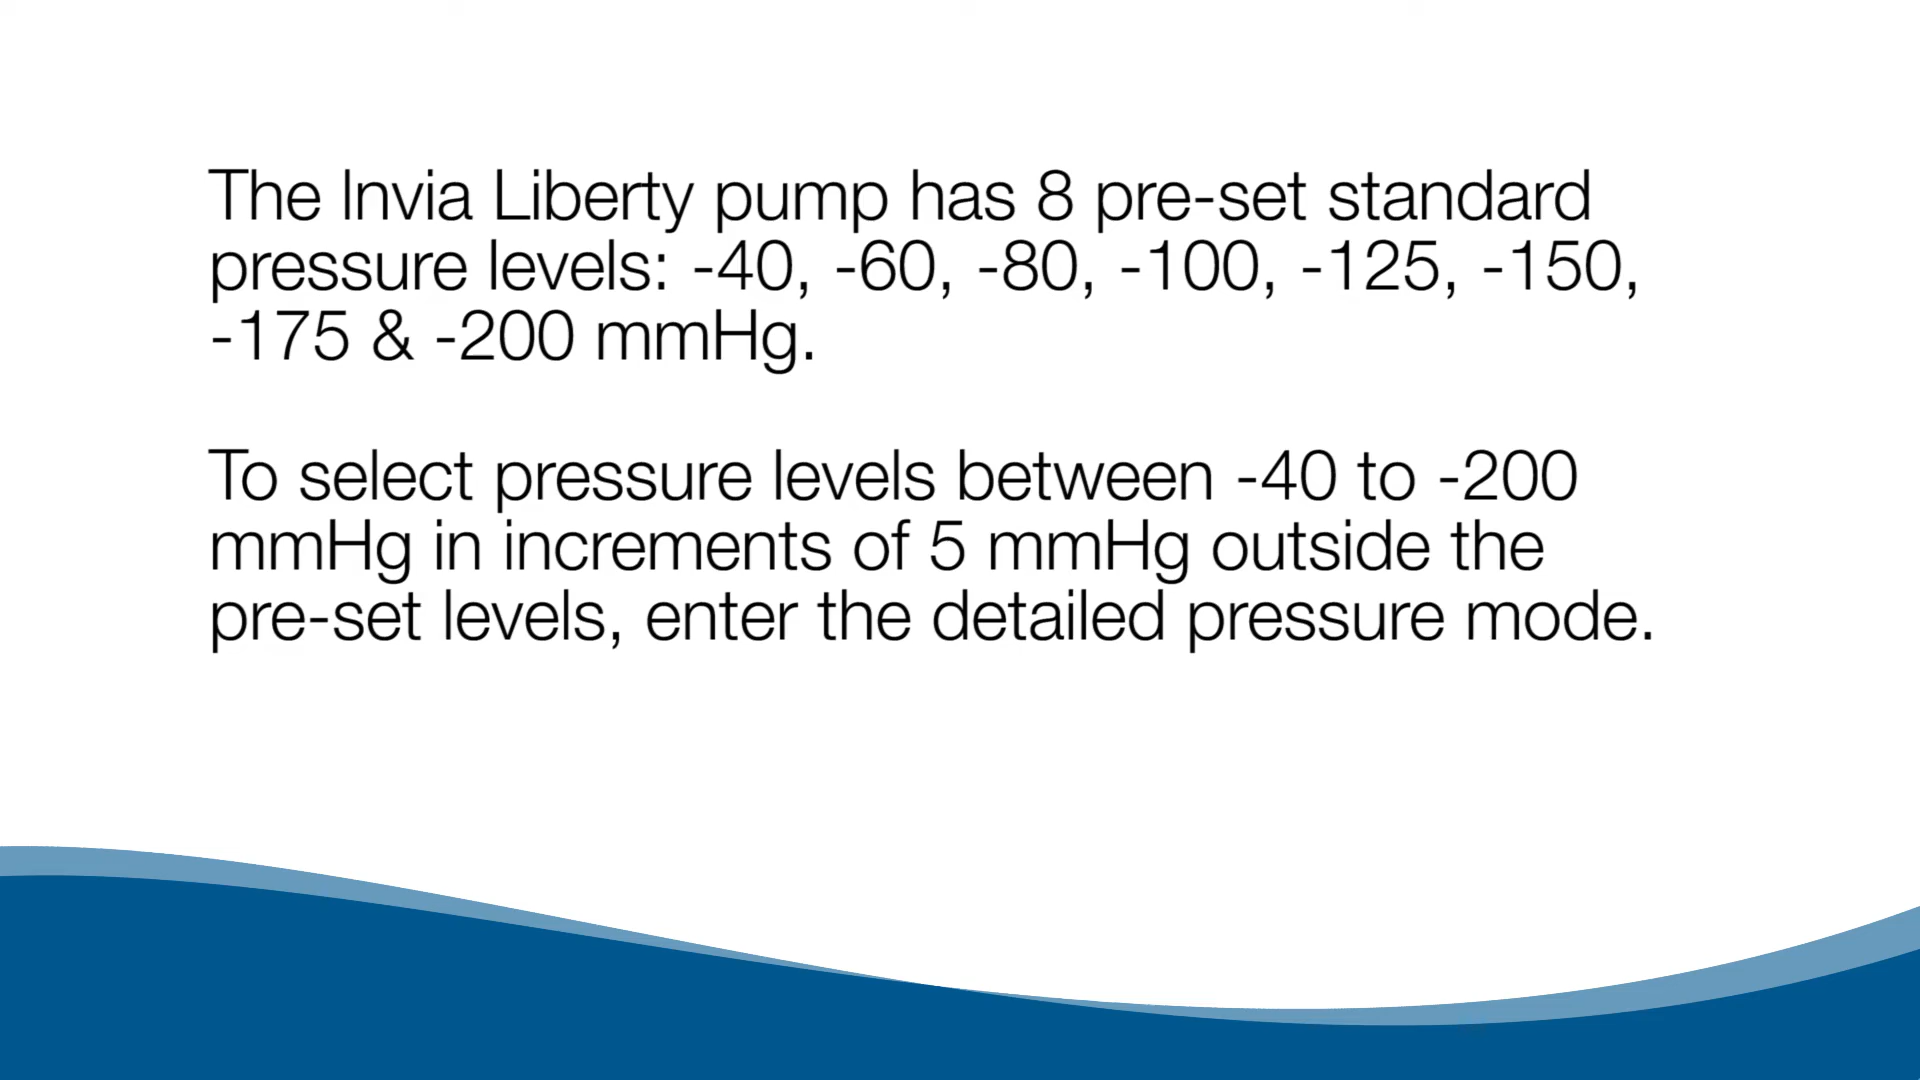 The Invia Liberty pump has 8 pre-set standard
pressure levels: -40, -60, -80, -100, -125, -150,
-175 & -200 mmHg.
To select pressure levels between -40 to -200
mmHg in increments of 5 mmHg outside the
pre-set levels, enter the detailed pressure mode.